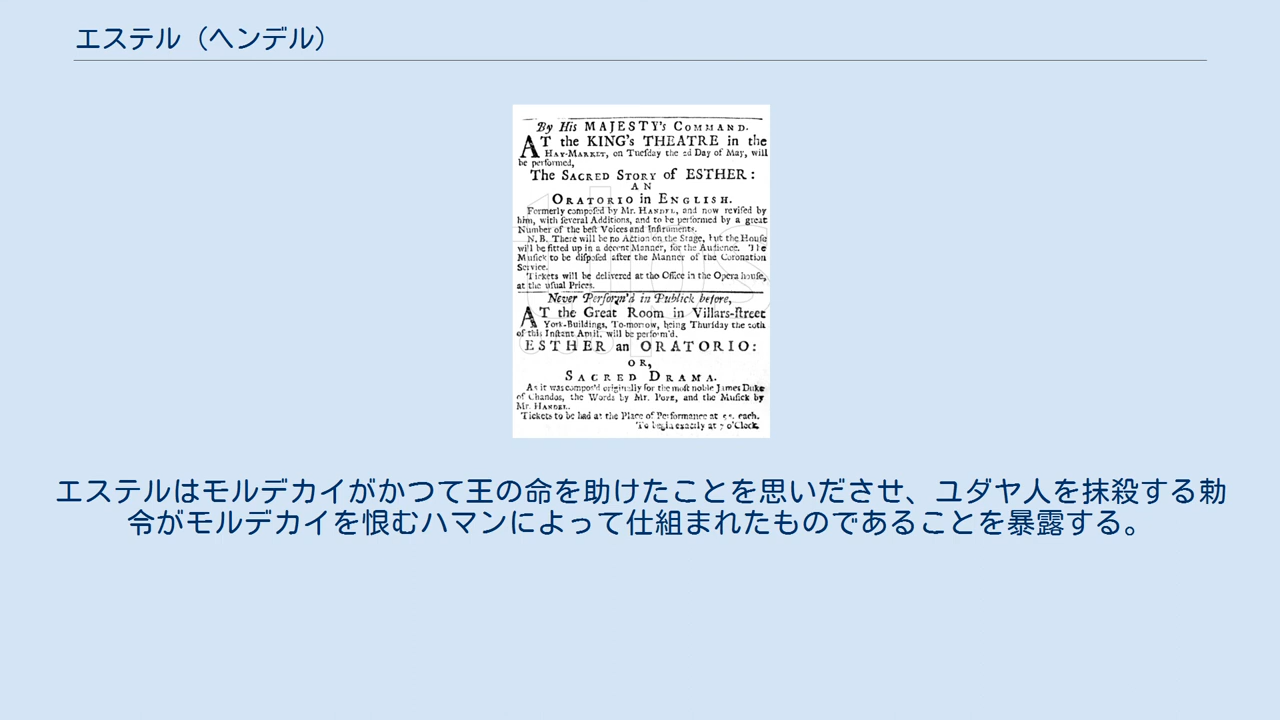 エステル（ヘンデル）
By His MAJESTY's COMMAND.
AT the KING's THEATRE in the
HAY-MARKET, on Tuesday the 2d Day of May, will
be performed,
The SACRED STORY of ESTHER:
AN
ORATORIO in ENGLISH.
Formerly composed by Mr. HANDEL, and now revised by
him, with several Additions, and to be performed by a great
Number of the best Voices and Instruments.
N. B. There will be no Action on the Stage, but the House
will be fitted up in a decent Manner, for the Audience. The
Musick to be disposed after the Manner of the Coronation
Service.
Tickets will be delivered at the Office in the Opera house,
at the usual Prices.
Never Perform'd in Publick before,
AT the Great Room in Villars-street
York-Buildings, To-morrow, being Thursday the 20th
of this Instant April, will be perform'd.
ESTHER an ORATORIO:
OR,
SACRED DRAMA.
As it was compos'd originally for the most noble James Duke
of Chandos, the Words by Mr. POPE, and the Musick by
Mr. HANDEL.
Tickets to be had at the Place of Performance at 5 s. each.
To begin exactly at 7 o'Clock.
エステルはモルデカイがかつて王の命を助けたことを思いださせ、ユダヤ人を抹殺する勅
令がモルデカイを恨むハマンによって仕組まれたものであることを暴露する。